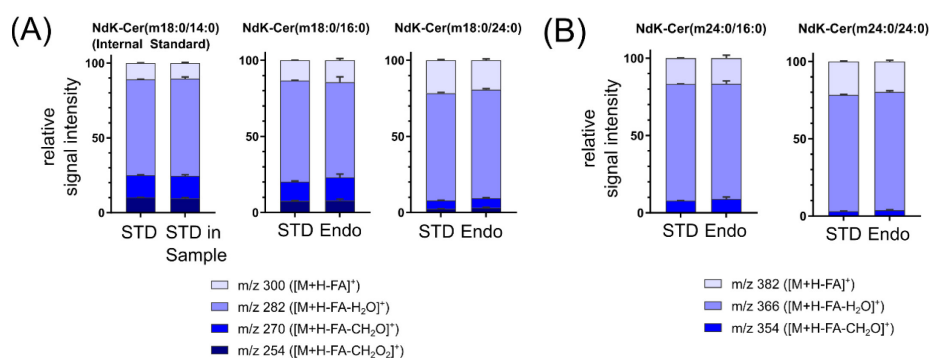 (A)
NdK-Cer(m18:0/14:0)
(Internal Standard)
NdK-Cer(m18:0/16:0)
NdK-Cer(m18:0/24:0)
relative
signal intensity
100
50
0
STD
STD in
Sample
100
50
0
STD Endo
100
50
0
STD Endo
m/z 300 ([M+H-FA]⁺)
m/z 282 ([M+H-FA-H₂O]⁺)
m/z 270 ([M+H-FA-CH₂O]⁺)
m/z 254 ([M+H-FA-CH₂O₂]⁺)
(B)
NdK-Cer(m24:0/16:0)
NdK-Cer(m24:0/24:0)
relative
signal intensity
100
50
0
STD Endo
100
50
0
STD Endo
m/z 382 ([M+H-FA]⁺)
m/z 366 ([M+H-FA-H₂O]⁺)
m/z 354 ([M+H-FA-CH₂O]⁺)